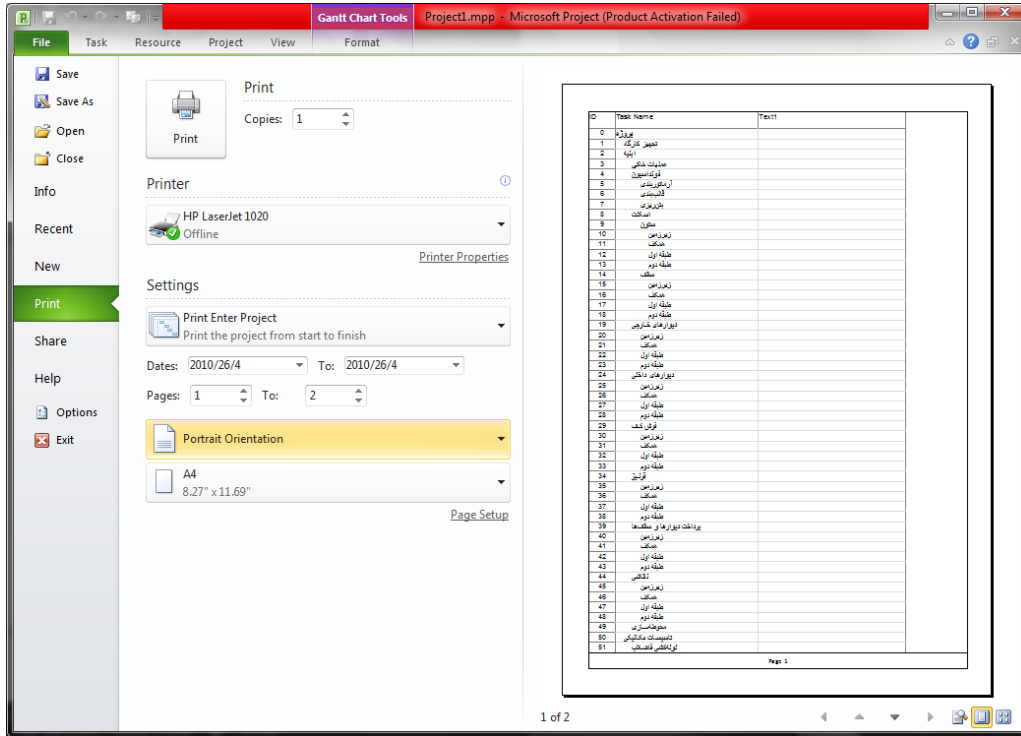 Gantt Chart Tools
Project1.mpp - Microsoft Project (Product Activation Failed)
File Task Resource Project View Format
Save
Save As
Open
Close
Info
Recent
New
Print
Share
Help
Options
Exit
Print
Print
Copies: 1
Printer
HP LaserJet 1020
Offline
Printer Properties
Settings
Print Enter Project
Print the project from start to finish
Dates: 2010/26/4 To: 2010/26/4
Pages: 1 To: 2
Portrait Orientation
A4
8.27" x 11.69"
Page Setup
ID Task Name Text1
0 پروژه
1 تجهیز کارگاه
2 ابنیه
3 عملیات خاکی
4 فونداسیون
5 آرماتوربندی
6 قالب‌بندی
7 بتن‌ریزی
8 اسکلت
9 ستون
10 زیرزمین
11 همکف
12 طبقه اول
13 طبقه دوم
14 سقف
15 زیرزمین
16 همکف
17 طبقه اول
18 طبقه دوم
19 دیوارهای خارجی
20 زیرزمین
21 همکف
22 طبقه اول
23 طبقه دوم
24 دیوارهای داخلی
25 زیرزمین
26 همکف
27 طبقه اول
28 طبقه دوم
29 فرش کف
30 زیرزمین
31 همکف
32 طبقه اول
33 طبقه دوم
34 قرنیز
35 زیرزمین
36 همکف
37 طبقه اول
38 طبقه دوم
39 پرداخت دیوارها و سقف‌ها
40 زیرزمین
41 همکف
42 طبقه اول
43 طبقه دوم
44 نقاشی
45 زیرزمین
46 همکف
47 طبقه اول
48 طبقه دوم
49 محوطه‌سازی
50 تاسیسات مکانیکی
51 لوله‌کشی فاضلاب
Page 1
1 of 2